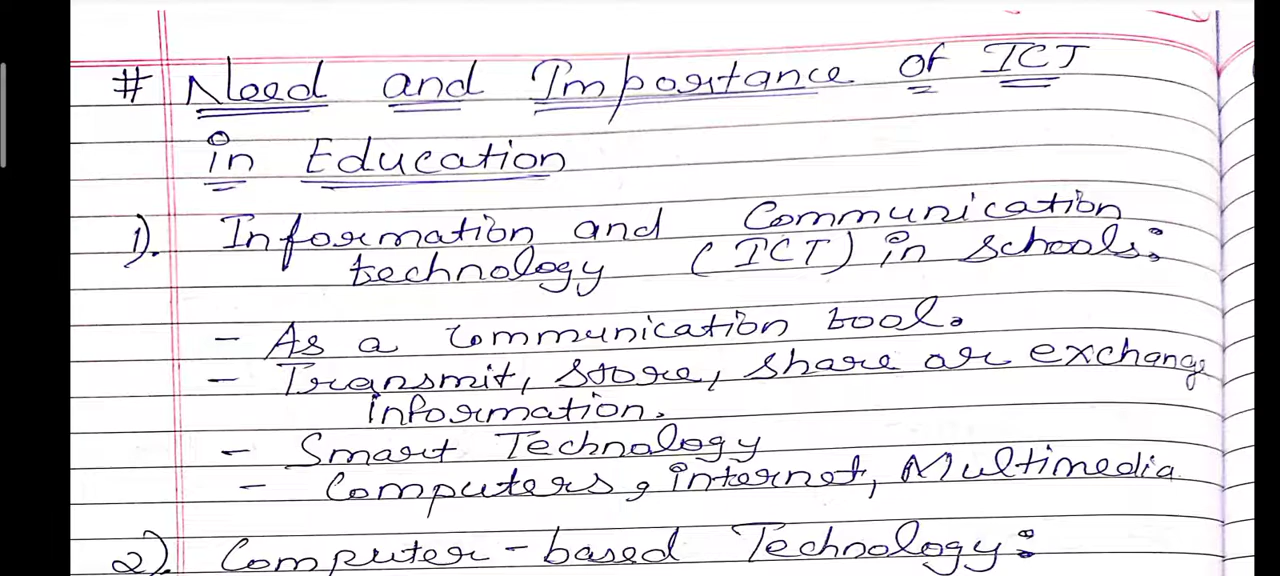 # Need and Importance of ICT
in Education
1). Information and Communication
technology (ICT) in schools:
- As a communication tool.
- Transmit, store, share or exchange
information.
- Smart Technology
- Computers, internet, Multimedia
2). Computer-based Technology: